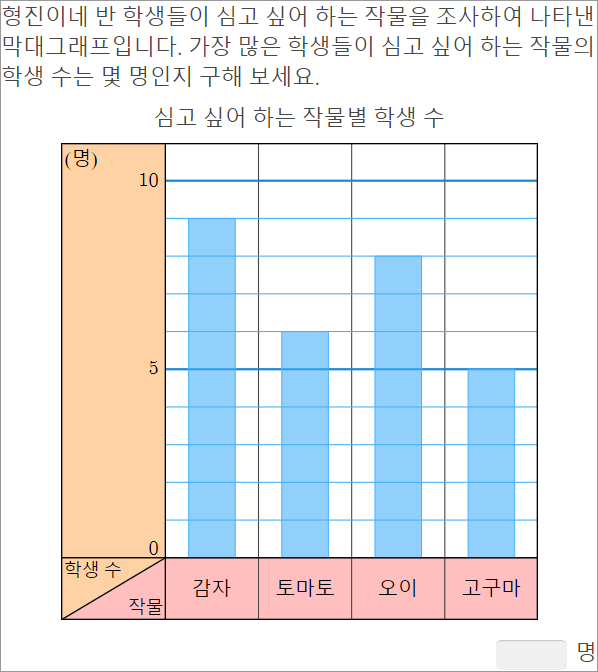 형진이네 반 학생들이 심고 싶어 하는 작물을 조사하여 나타낸
막대그래프입니다. 가장 많은 학생들이 심고 싶어 하는 작물의
학생 수는 몇 명인지 구해 보세요.
심고 싶어 하는 작물별 학생 수
(명)
10
5
0
학생 수
작물
감자 토마토 오이 고구마
명